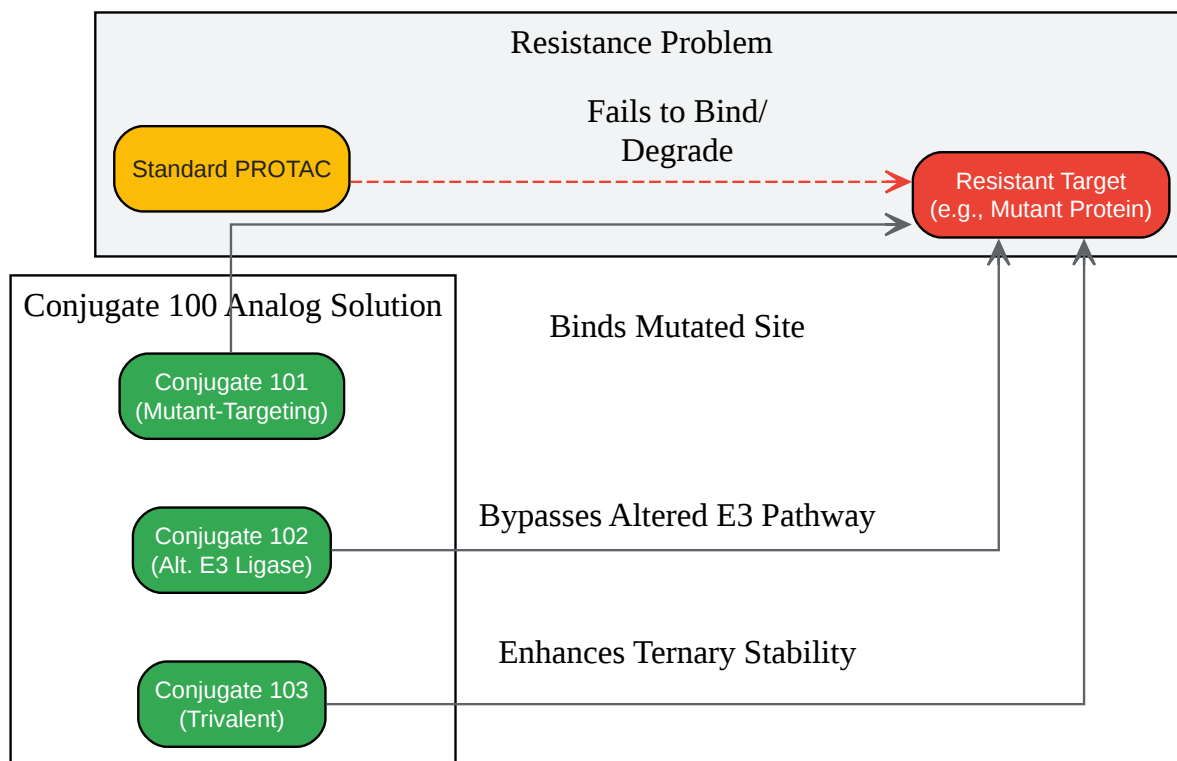 Resistance Problem
Fails to Bind/
Degrade
Standard PROTAC
Resistant Target
(e.g., Mutant Protein)
Conjugate 100 Analog Solution
Binds Mutated Site
Conjugate 101
(Mutant-Targeting)
Bypasses Altered E3 Pathway
Conjugate 102
(Alt. E3 Ligase)
Enhances Ternary Stability
Conjugate 103
(Trivalent)